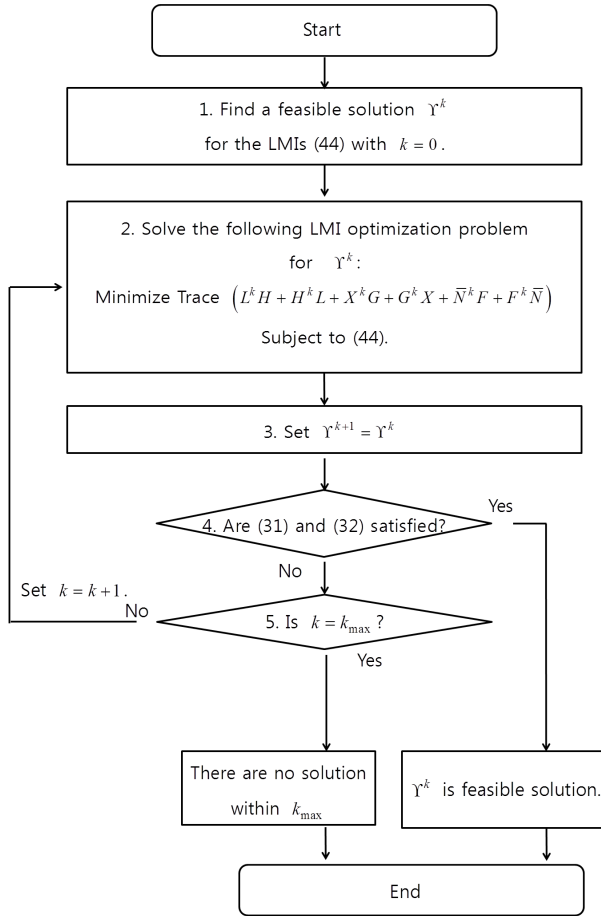 Start
1. Find a feasible solution ϒ^k
for the LMIs (44) with k = 0.
2. Solve the following LMI optimization problem
for ϒ^k :
Minimize Trace (L^k H + H^k L + X^k G + G^k X + N̅^k F + F^k N̅)
Subject to (44).
3. Set ϒ^{k+1} = ϒ^k
4. Are (31) and (32) satisfied?
Yes
No
Set k = k+1.
No
5. Is k = k_max ?
Yes
There are no solution
within k_max
ϒ^k is feasible solution.
End